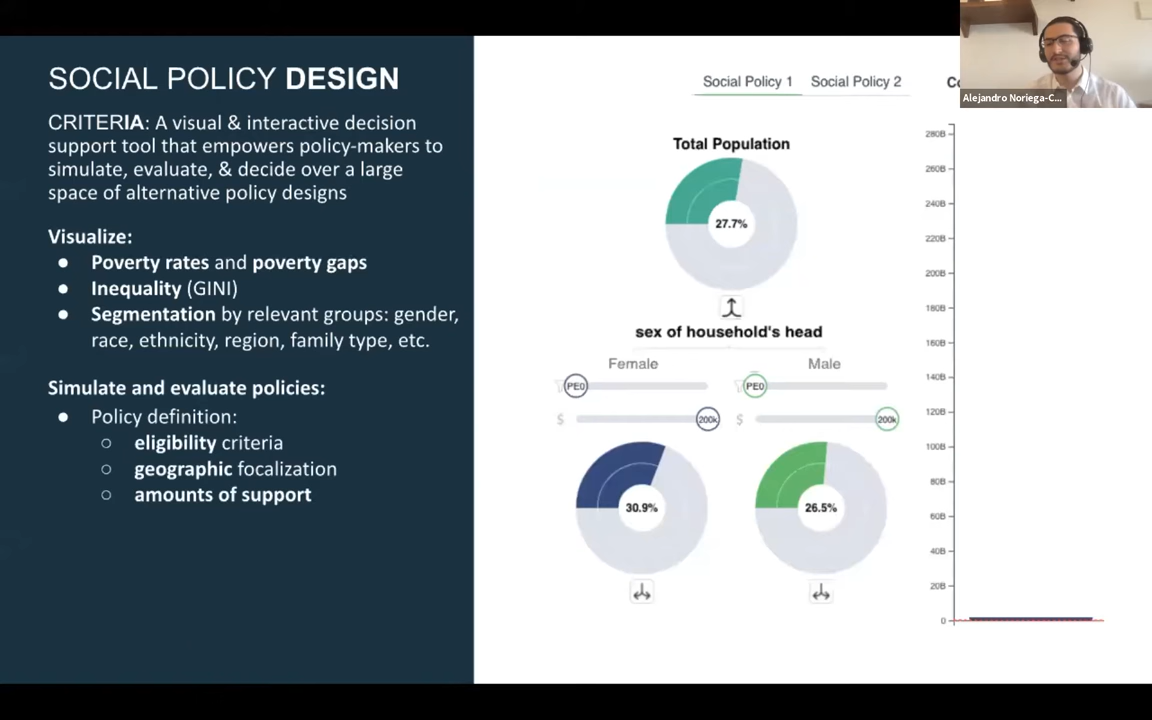 SOCIAL POLICY DESIGN
CRITERIA: A visual & interactive decision
support tool that empowers policy-makers to
simulate, evaluate, & decide over a large
space of alternative policy designs
Visualize:
● Poverty rates and poverty gaps
● Inequality (GINI)
● Segmentation by relevant groups: gender,
race, ethnicity, region, family type, etc.
Simulate and evaluate policies:
● Policy definition:
○ eligibility criteria
○ geographic focalization
○ amounts of support
Social Policy 1 Social Policy 2
Total Population
27.7%
sex of household's head
Female Male
PE0 PE0
$ 200k $ 200k
30.9% 26.5%
280B
260B
240B
220B
200B
180B
160B
140B
120B
100B
80B
60B
40B
20B
0
Alejandro Noriega-C...